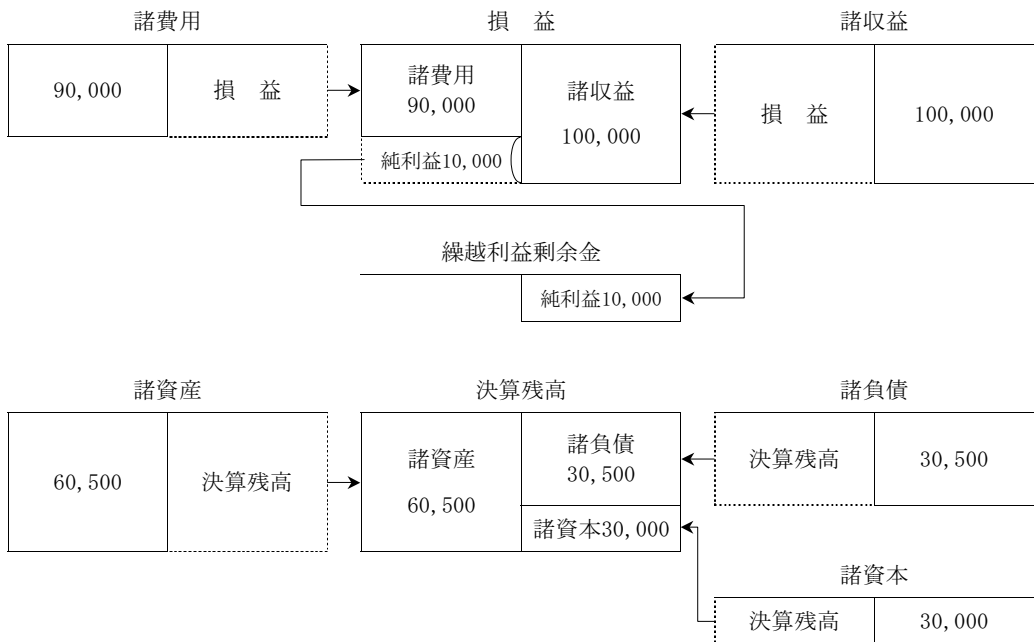 諸費用
損　益
諸収益
90,000
損　益
諸費用
90,000
諸収益
100,000
損　益
100,000
純利益10,000
繰越利益剰余金
純利益10,000
諸資産
決算残高
諸負債
60,500
決算残高
諸資産
60,500
諸負債
30,500
決算残高
30,500
諸資本30,000
諸資本
決算残高
30,000